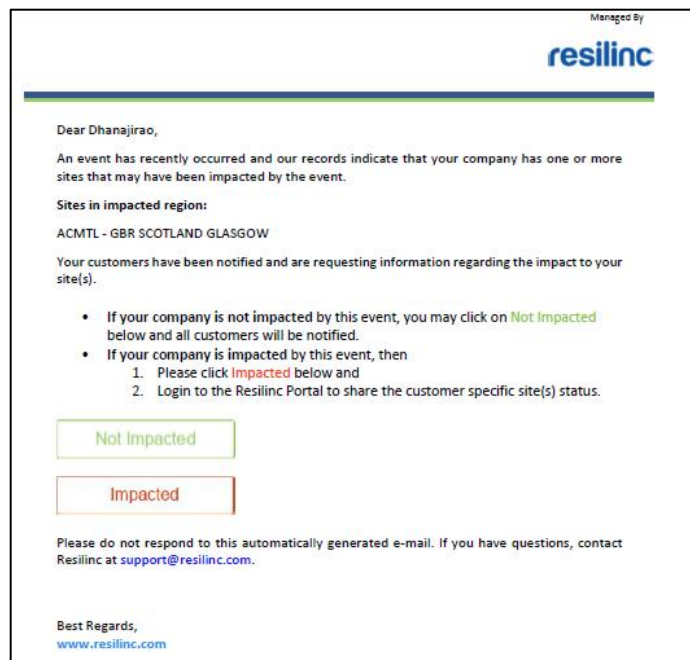 Managed By
resilinc
Dear Dhanajirao,
An event has recently occurred and our records indicate that your company has one or more
sites that may have been impacted by the event.
Sites in impacted region:
ACMTL - GBR SCOTLAND GLASGOW
Your customers have been notified and are requesting information regarding the impact to your
site(s).
• If your company is not impacted by this event, you may click on Not Impacted
below and all customers will be notified.
• If your company is impacted by this event, then
1. Please click Impacted below and
2. Login to the Resilinc Portal to share the customer specific site(s) status.
Not Impacted
Impacted
Please do not respond to this automatically generated e-mail. If you have questions, contact
Resilinc at support@resilinc.com.
Best Regards,
www.resilinc.com